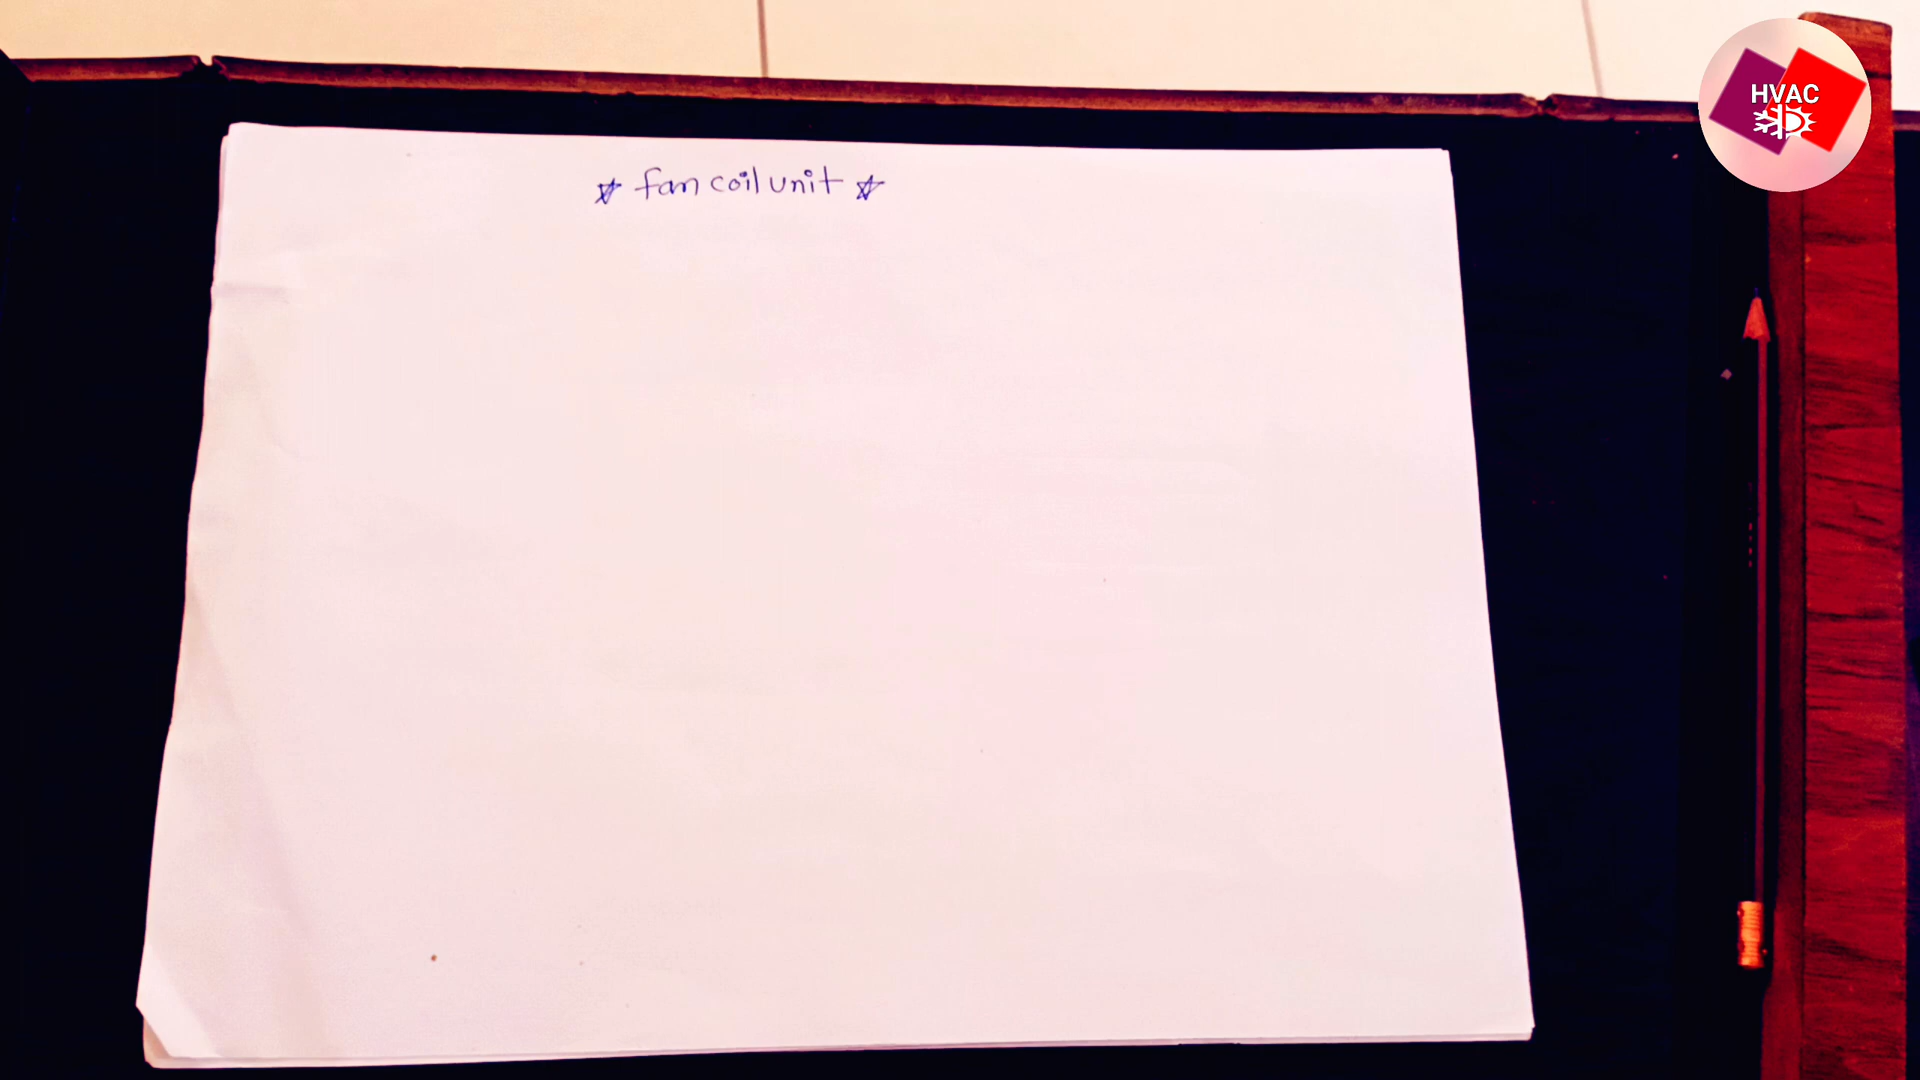 ☆ fan coil unit ☆
HVAC